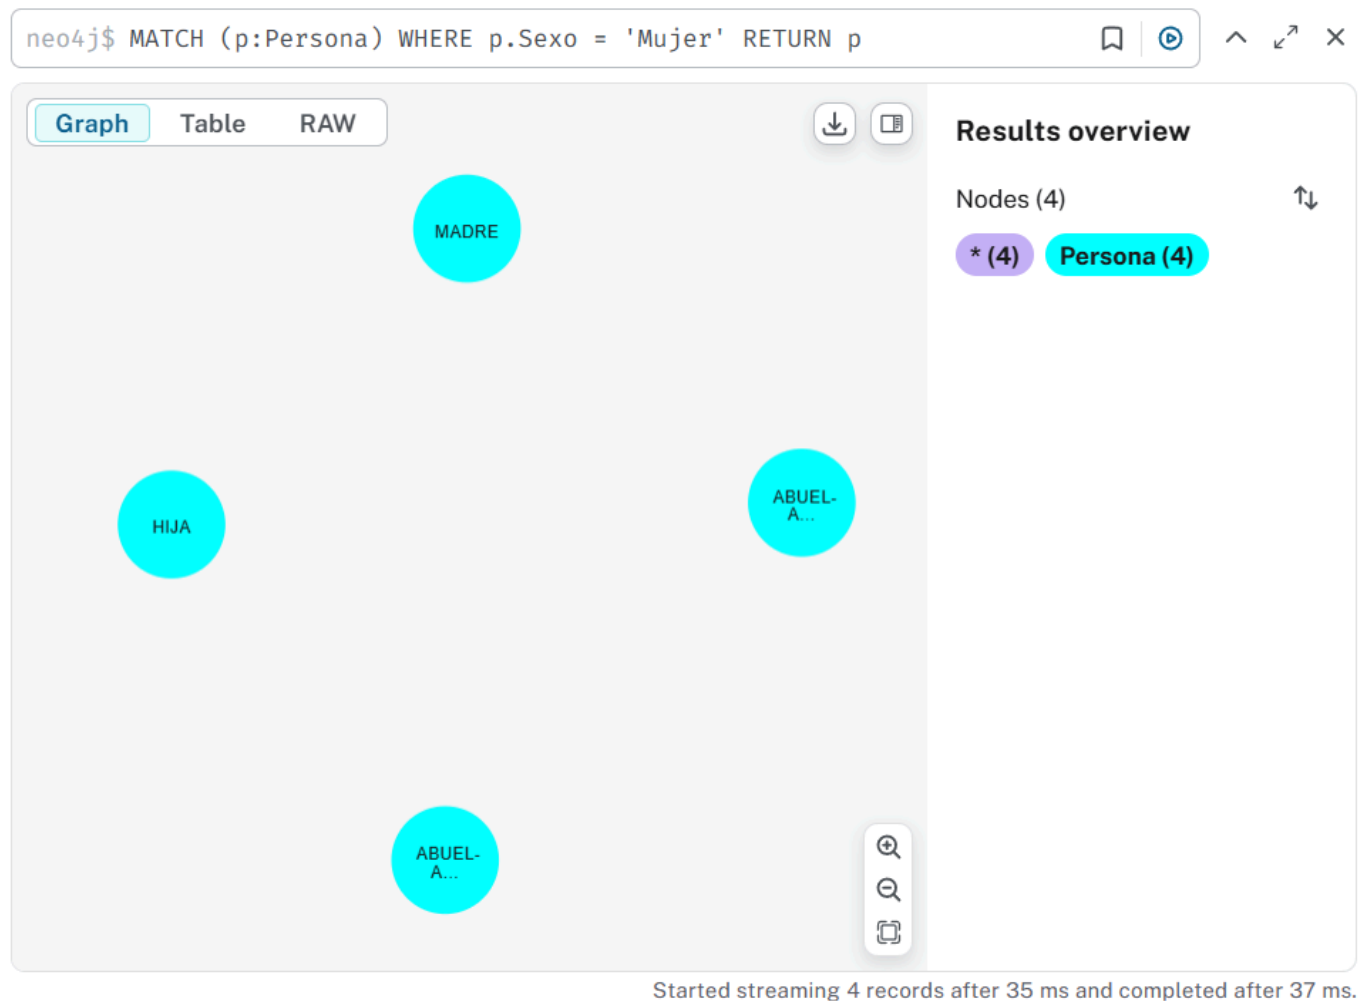 neo4j$ MATCH (p:Persona) WHERE p.Sexo = 'Mujer' RETURN p
Graph Table RAW
Results overview
Nodes (4)
* (4) Persona (4)
MADRE
HIJA
ABUEL-
A...
ABUEL-
A...
Started streaming 4 records after 35 ms and completed after 37 ms.